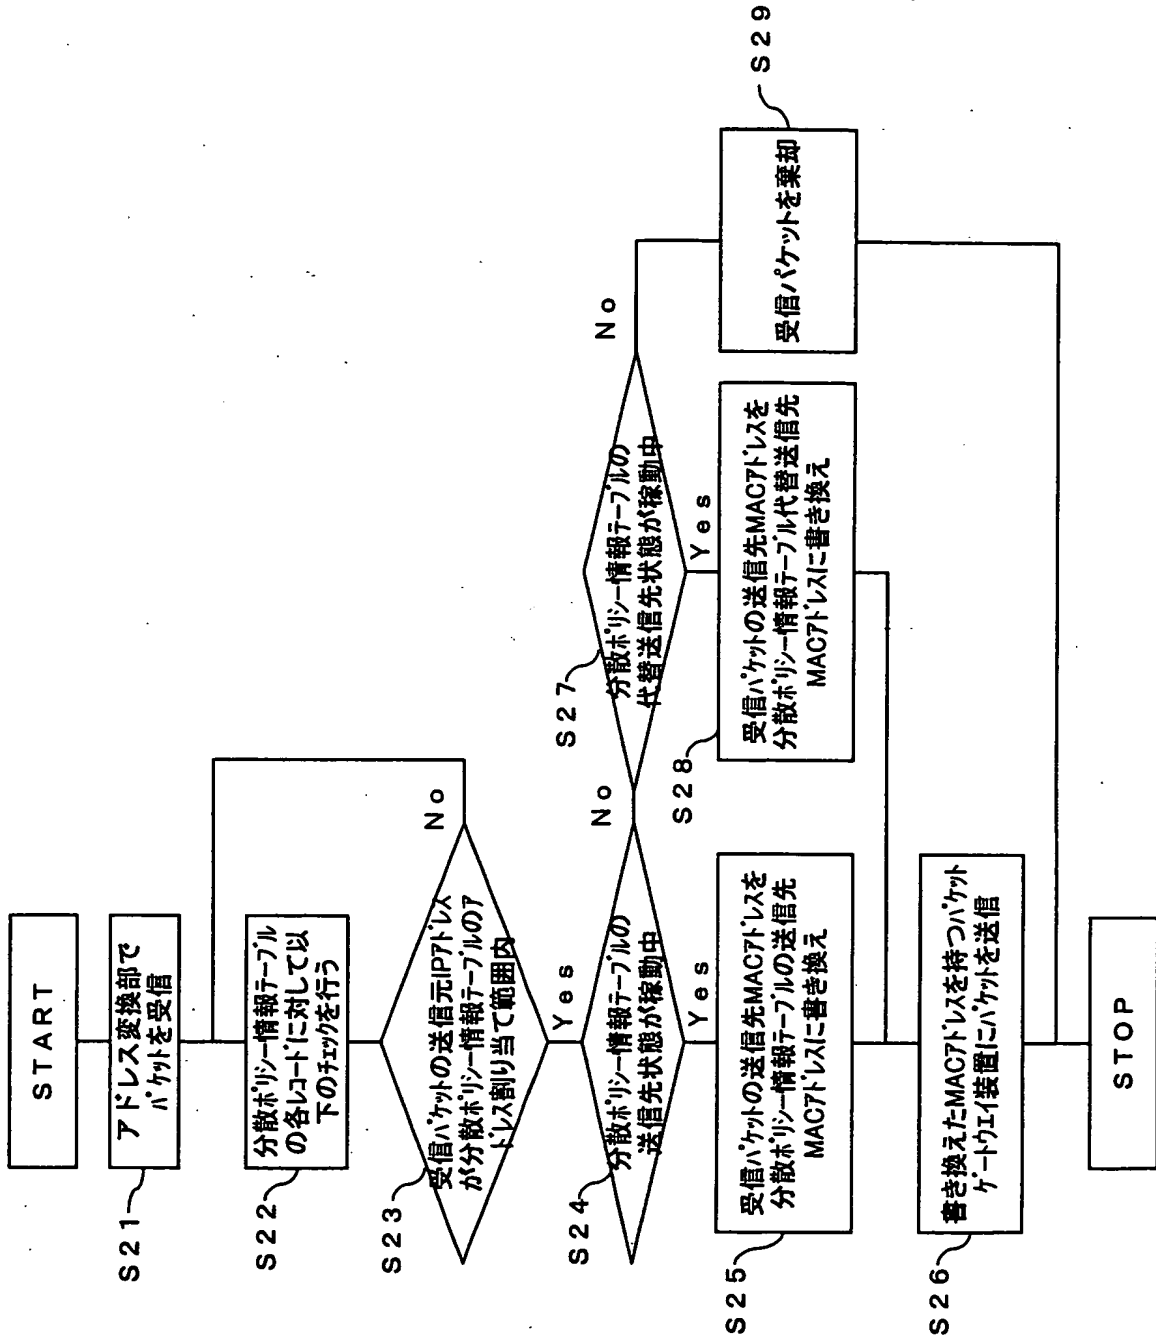 START
S21
アドレス変換部で
パケットを受信
S22
分散ポリシー情報テーブル
の各レコードに対して以
下のチェックを行う
S23
受信パケットの送信元IPアドレス
が分散ポリシー情報テーブルのア
ドレス割り当て範囲内
No
Yes
S24
分散ポリシー情報テーブルの
送信先状態が稼動中
No
Yes
S27
分散ポリシー情報テーブルの
代替送信先状態が稼動中
No
Yes
S25
受信パケットの送信先MACアドレスを
分散ポリシー情報テーブルの送信先
MACアドレスに書き換え
S28
受信パケットの送信先MACアドレスを
分散ポリシー情報テーブル代替送信先
MACアドレスに書き換え
S29
受信パケットを棄却
S26
書き換えたMACアドレスを持つパケット
ゲートウエイ装置にパケットを送信
STOP